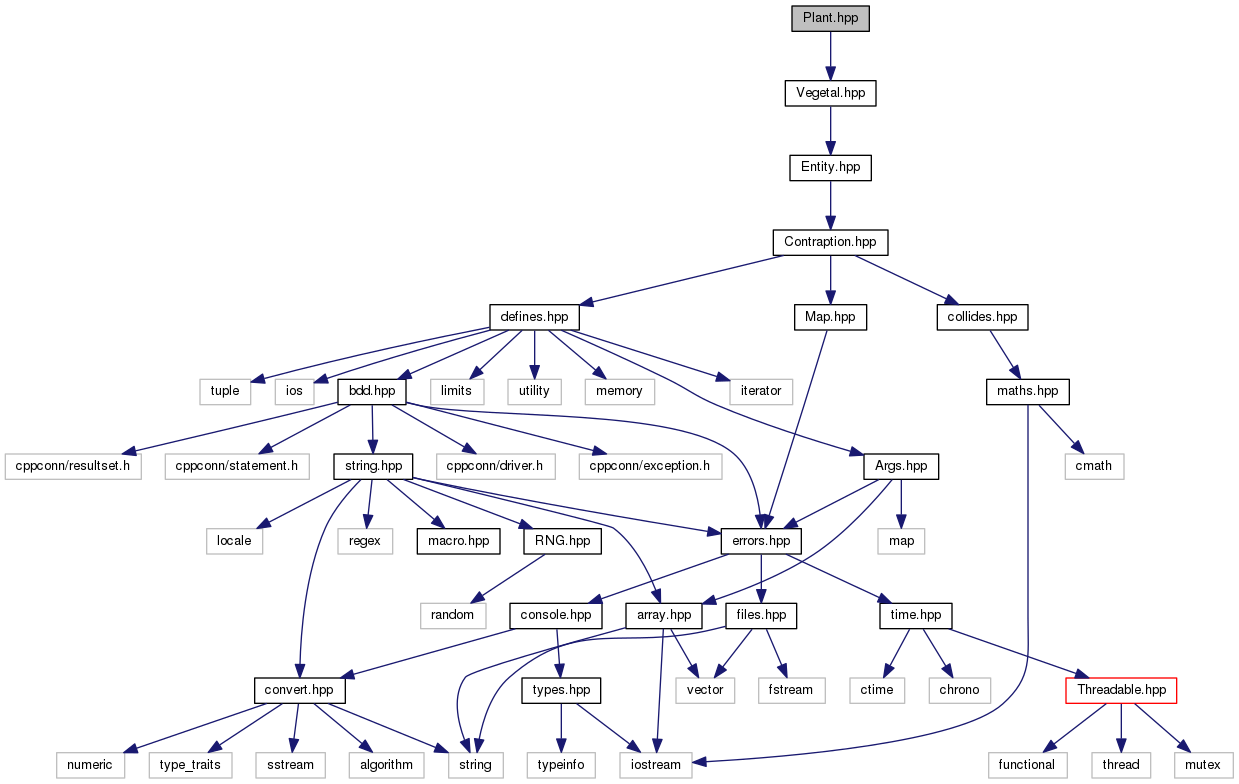 Plant.hpp
Vegetal.hpp
Entity.hpp
Contraption.hpp
defines.hpp
Map.hpp
collides.hpp
tuple
ios
bdd.hpp
limits
utility
memory
iterator
maths.hpp
cppconn/resultset.h
cppconn/statement.h
string.hpp
cppconn/driver.h
cppconn/exception.h
Args.hpp
cmath
locale
regex
macro.hpp
RNG.hpp
errors.hpp
map
random
console.hpp
array.hpp
files.hpp
time.hpp
convert.hpp
types.hpp
vector
fstream
ctime
chrono
Threadable.hpp
numeric
type_traits
sstream
algorithm
string
typeinfo
iostream
functional
thread
mutex